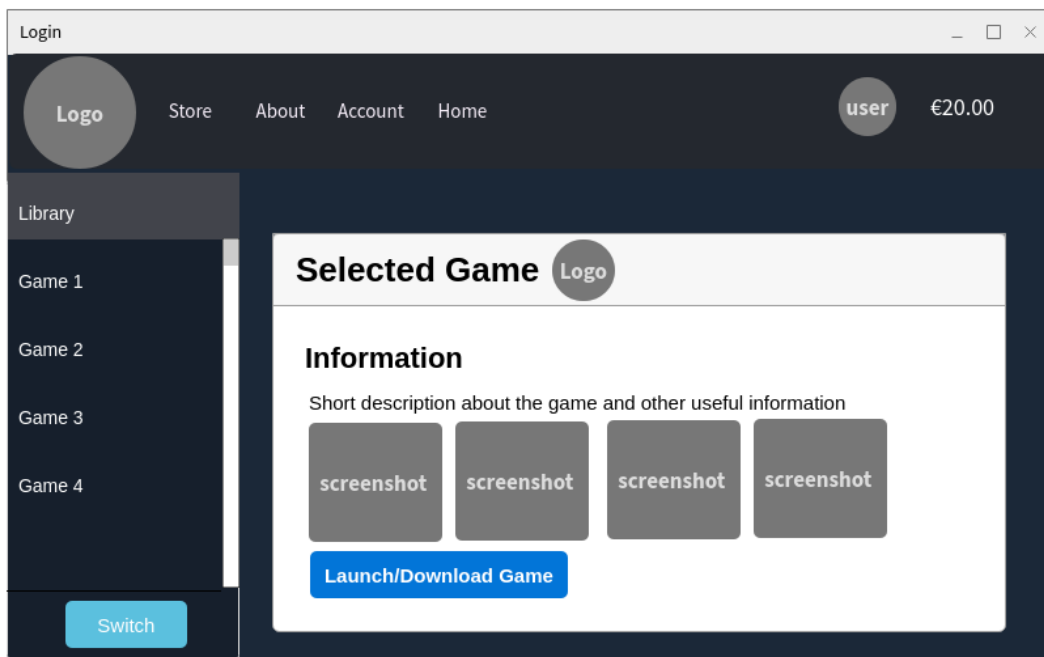 Login
Logo Store About Account Home user €20.00
Library
Game 1
Game 2
Game 3
Game 4
Switch
Selected Game Logo
Information
Short description about the game and other useful information
screenshot screenshot screenshot screenshot
Launch/Download Game